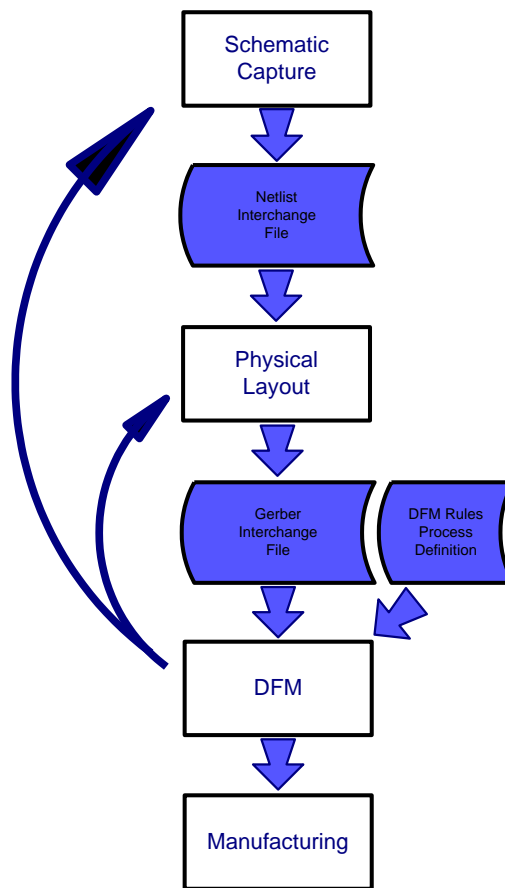 Schematic
Capture
Netlist
Interchange
File
Physical
Layout
Gerber
Interchange
File
DFM Rules
Process
Definition
DFM
Manufacturing